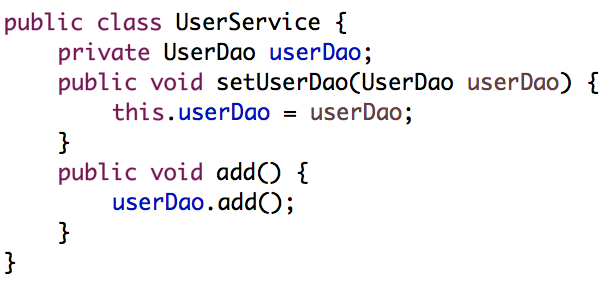 public class UserService {
    private UserDao userDao;
    public void setUserDao(UserDao userDao) {
        this.userDao = userDao;
    }
    public void add() {
        userDao.add();
    }
}